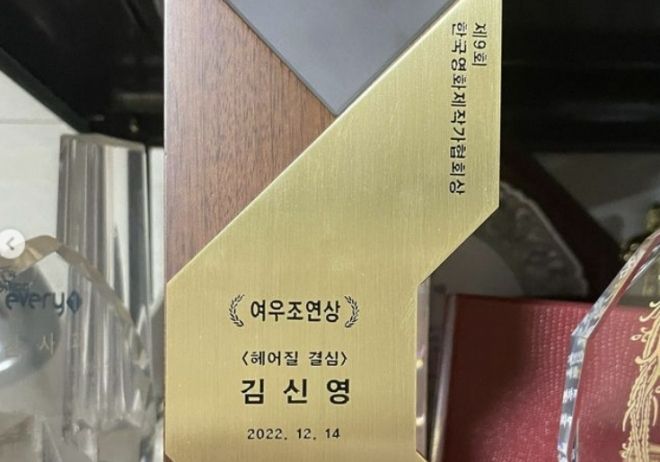 제9회
한국영화제작가협회상
여우조연상
〈헤어질 결심〉
김신영
2022. 12. 14
every1